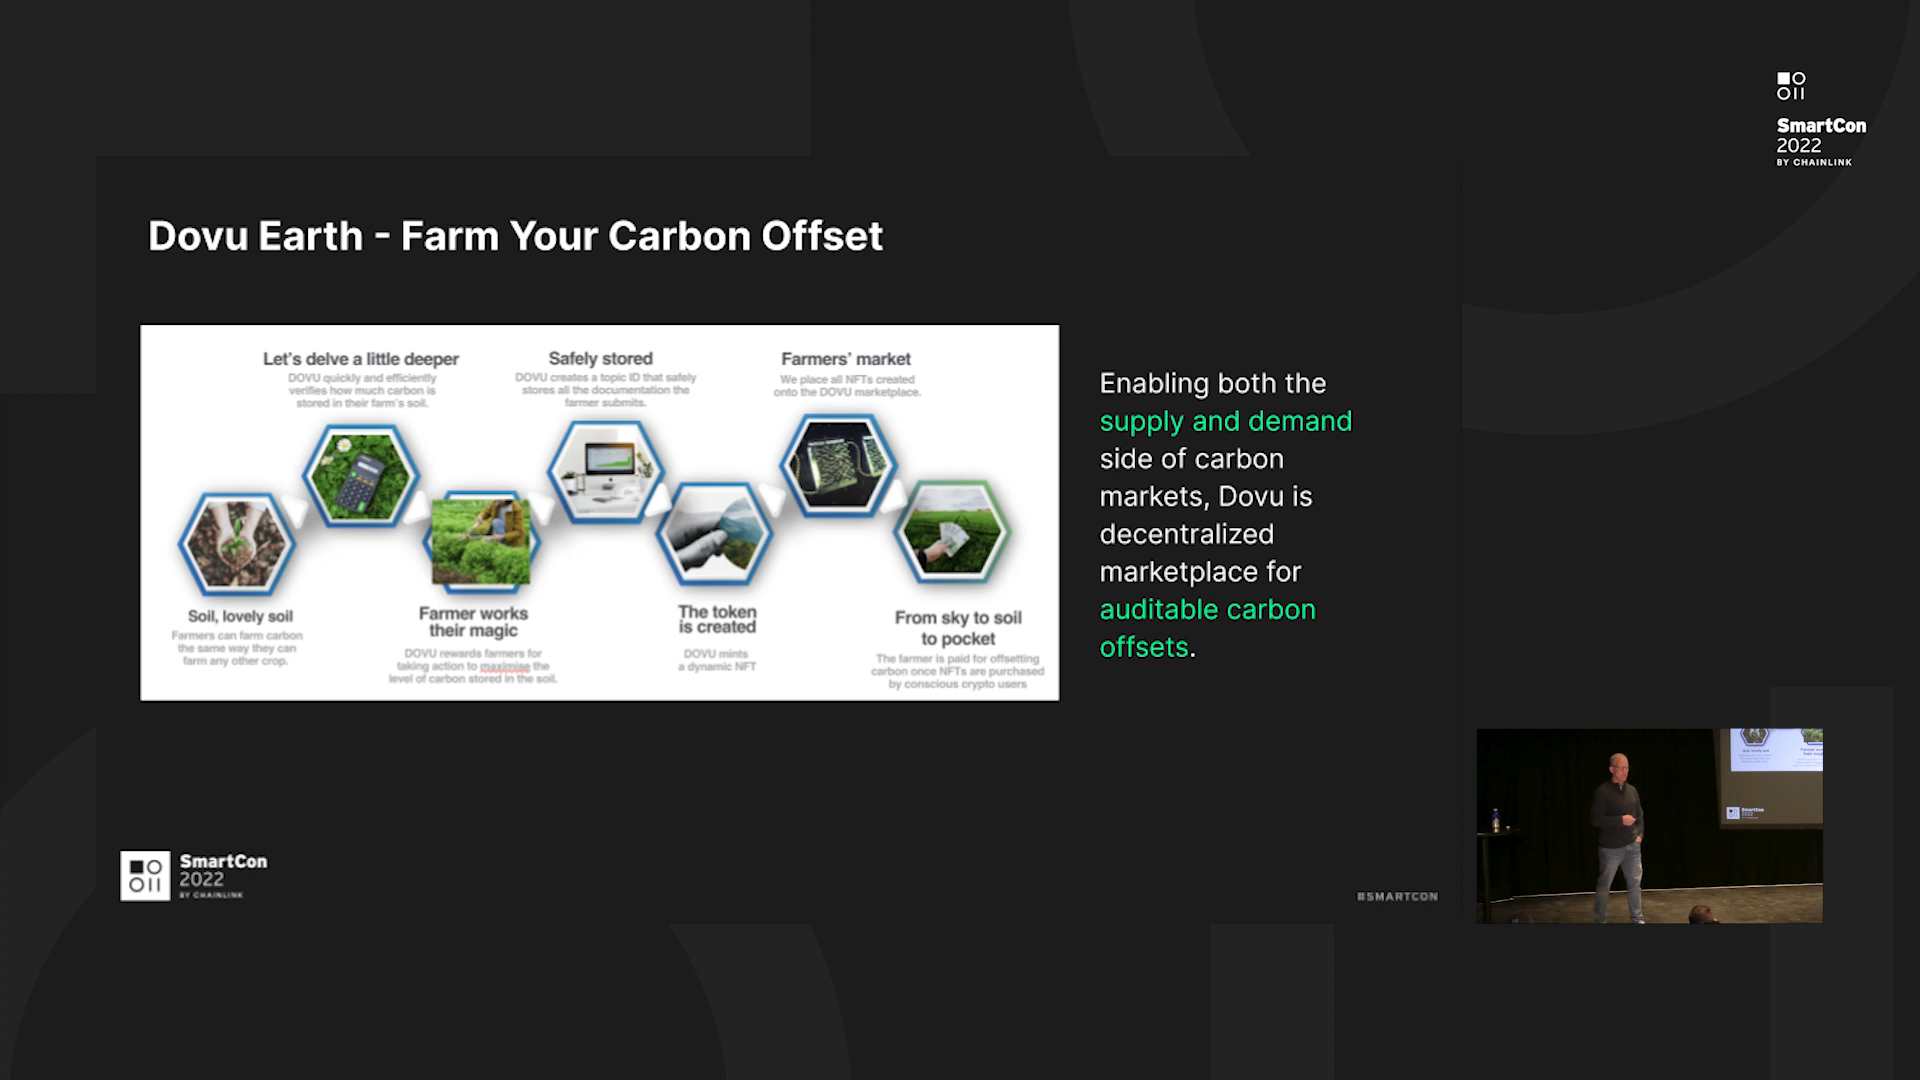 SmartCon
2022
BY CHAINLINK
Dovu Earth - Farm Your Carbon Offset
Let's delve a little deeper
DOVU quickly and efficiently
verifies how much carbon is
stored in their farm's soil.
Safely stored
DOVU creates a topic ID that safely
stores all the documentation the
farmer submits.
Farmers' market
We place all NFTs created
onto the DOVU marketplace.
Soil, lovely soil
Farmers can farm carbon
the same way they can
farm any other crop.
Farmer works
their magic
DOVU rewards farmers for
taking action to maximise the
level of carbon stored in the soil.
The token
is created
DOVU mints
a dynamic NFT
From sky to soil
to pocket
The farmer is paid for offsetting
carbon once NFTs are purchased
by conscious crypto users
Enabling both the
supply and demand
side of carbon
markets, Dovu is
decentralized
marketplace for
auditable carbon
offsets.
SmartCon
2022
BY CHAINLINK
#SMARTCON